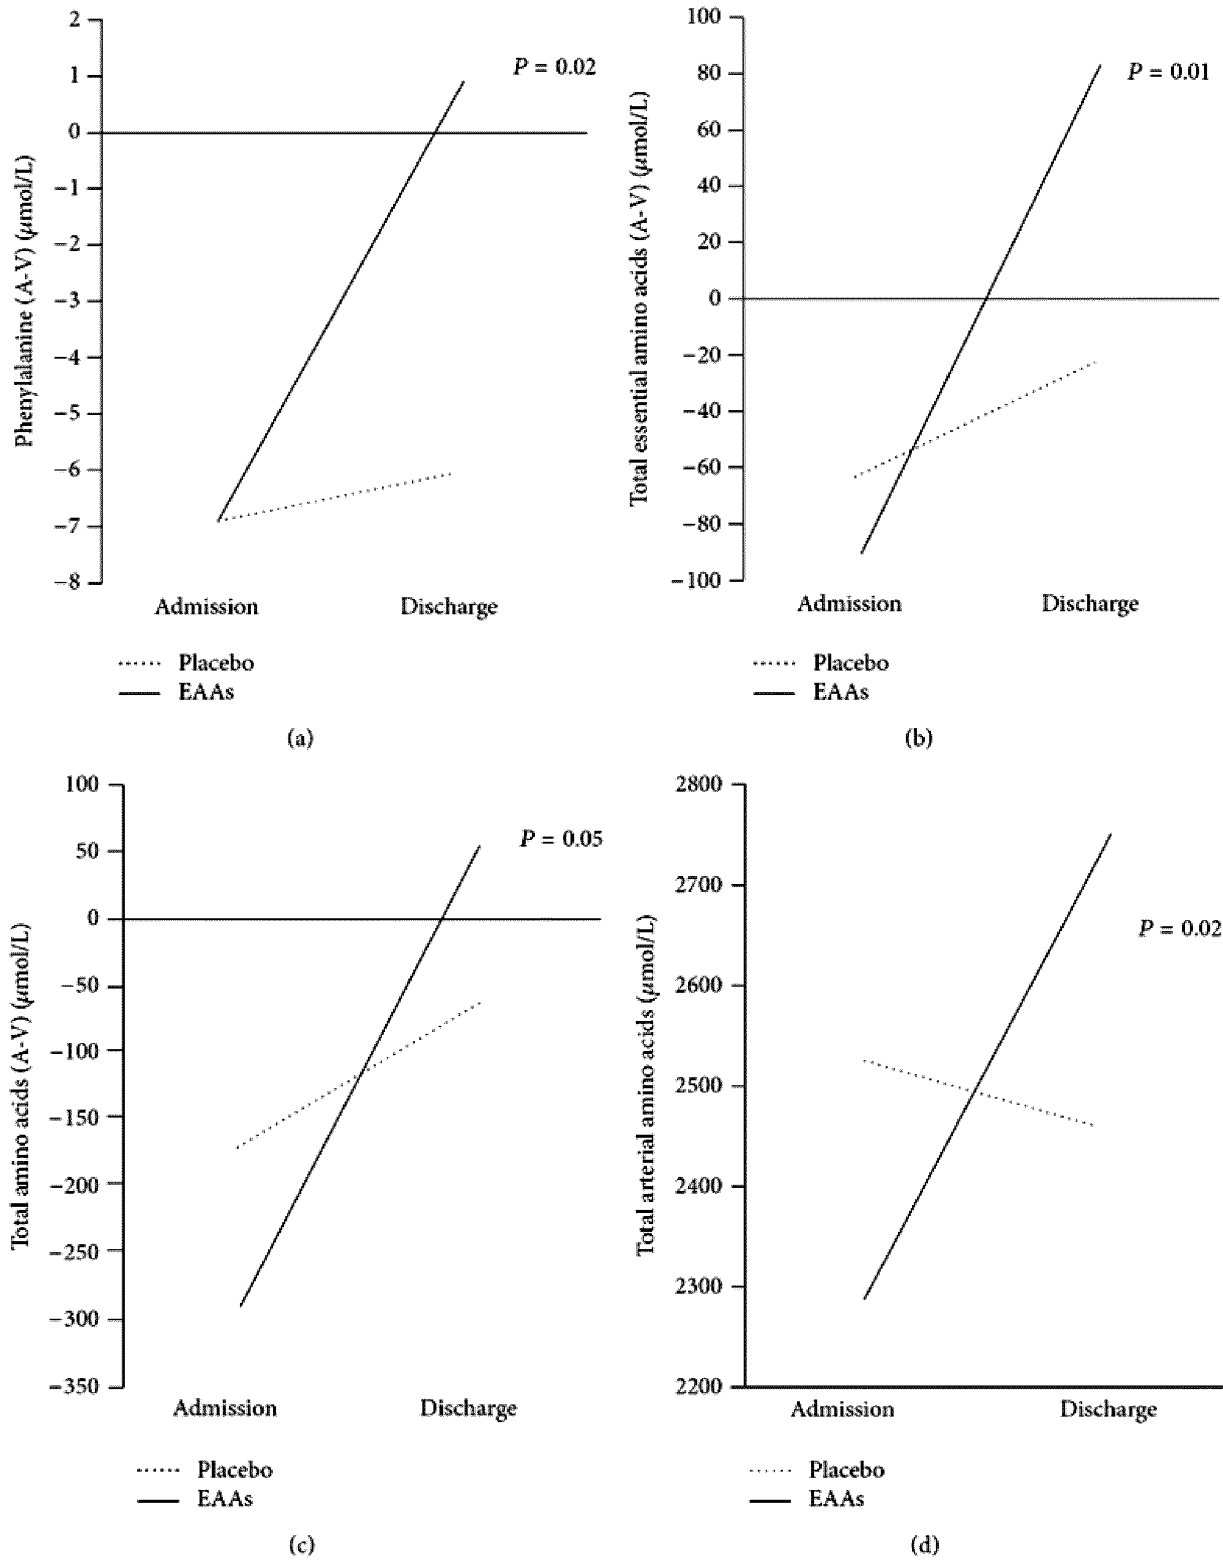 2
1
0
−1
−2
−3
−4
−5
−6
−7
−8
Phenylalanine (A-V) (μmol/L)
P = 0.02
Admission
Discharge
Placebo
EAAs
(a)
100
80
60
40
20
0
−20
−40
−60
−80
−100
Total essential amino acids (A-V) (μmol/L)
P = 0.01
Admission
Discharge
Placebo
EAAs
(b)
100
50
0
−50
−100
−150
−200
−250
−300
−350
Total amino acids (A-V) (μmol/L)
P = 0.05
Admission
Discharge
Placebo
EAAs
(c)
2800
2700
2600
2500
2400
2300
2200
Total arterial amino acids (μmol/L)
P = 0.02
Admission
Discharge
Placebo
EAAs
(d)